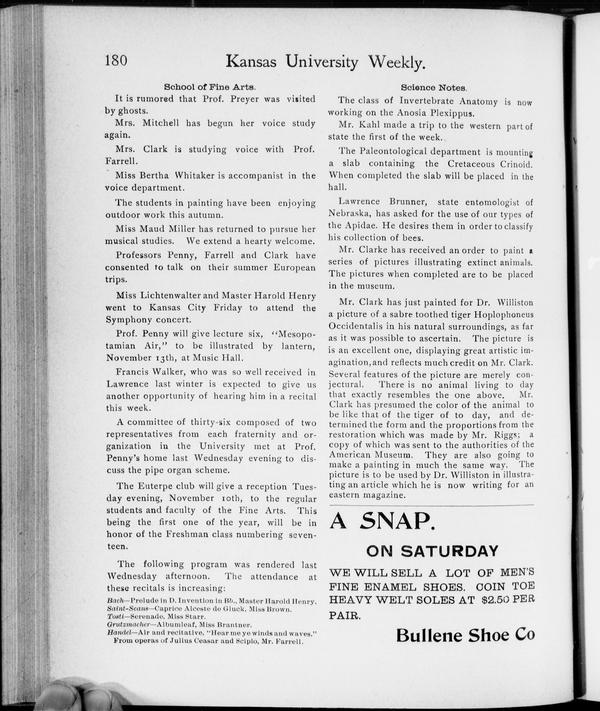 180
Kansas University Weekly.
School of Fine Arts.
It is rumored that Prof. Preyer was visited
by ghosts.
Mrs. Mitchell has begun her voice study
again.
Mrs. Clark is studying voice with Prof.
Farrell.
Miss Bertha Whitaker is accompanist in the
voice department.
The students in painting have been enjoying
outdoor work this autumn.
Miss Maud Miller has returned to pursue her
musical studies. We extend a hearty welcome.
Professors Penny, Farrell and Clark have
consented to talk on their summer European
trips.
Miss Lichtenwalter and Master Harold Henry
went to Kansas City Friday to attend the
Symphony concert.
Prof. Penny will give lecture six, "Mesopo-
tamian Air," to be illustrated by lantern,
November 13th, at Music Hall.
Francis Walker, who was so well received in
Lawrence last winter is expected to give us
another opportunity of hearing him in a recital
this week.
A committee of thirty-six composed of two
representatives from each fraternity and or-
ganization in the University met at Prof.
Penny's home last Wednesday evening to dis-
cuss the pipe organ scheme.
The Euterpe club will give a reception Tues-
day evening, November 10th, to the regular
students and faculty of the Fine Arts. This
being the first one of the year, will be in
honor of the Freshman class numbering seven-
teen.
The following program was rendered last
Wednesday afternoon. The attendance at
these recitals is increasing:
Bach—Prelude in D. Invention in Bb., Master Harold Henry.
Saint-Seans—Caprice Alceste de Gluck, Miss Brown.
Tosti—Serenade, Miss Starr.
Grutzmacher—Albumleaf, Miss Brantner.
Handel—Air and recitative, "Hear me ye winds and waves."
From operas of Julius Ceasar and Scipio, Mr. Farrell.
Science Notes.
The class of Invertebrate Anatomy is now
working on the Anosia Plexippus.
Mr. Kahl made a trip to the western part of
state the first of the week.
The Paleontological department is mounting
a slab containing the Cretaceous Crinoid.
When completed the slab will be placed in the
hall.
Lawrence Brunner, state entomologist of
Nebraska, has asked for the use of our types of
the Apidae. He desires them in order to classify
his collection of bees.
Mr. Clarke has received an order to paint a
series of pictures illustrating extinct animals.
The pictures when completed are to be placed
in the museum.
Mr. Clark has just painted for Dr. Williston
a picture of a sabre toothed tiger Hoplophoneus
Occidentalis in his natural surroundings, as far
as it was possible to ascertain. The picture is
is an excellent one, displaying great artistic im-
agination, and reflects much credit on Mr. Clark.
Several features of the picture are merely con-
jectural. There is no animal living to day
that exactly resembles the one above. Mr.
Clark has presumed the color of the animal to
be like that of the tiger of to day, and de-
termined the form and the proportions from the
restoration which was made by Mr. Riggs; a
copy of which was sent to the authorities of the
American Museum. They are also going to
make a painting in much the same way. The
picture is to be used by Dr. Williston in illustra-
ting an article which he is now writing for an
eastern magazine.
A SNAP.
ON SATURDAY
WE WILL SELL A LOT OF MEN'S
FINE ENAMEL SHOES. COIN TOE
HEAVY WELT SOLES AT $2.50 PER
PAIR.
Bullene Shoe Co